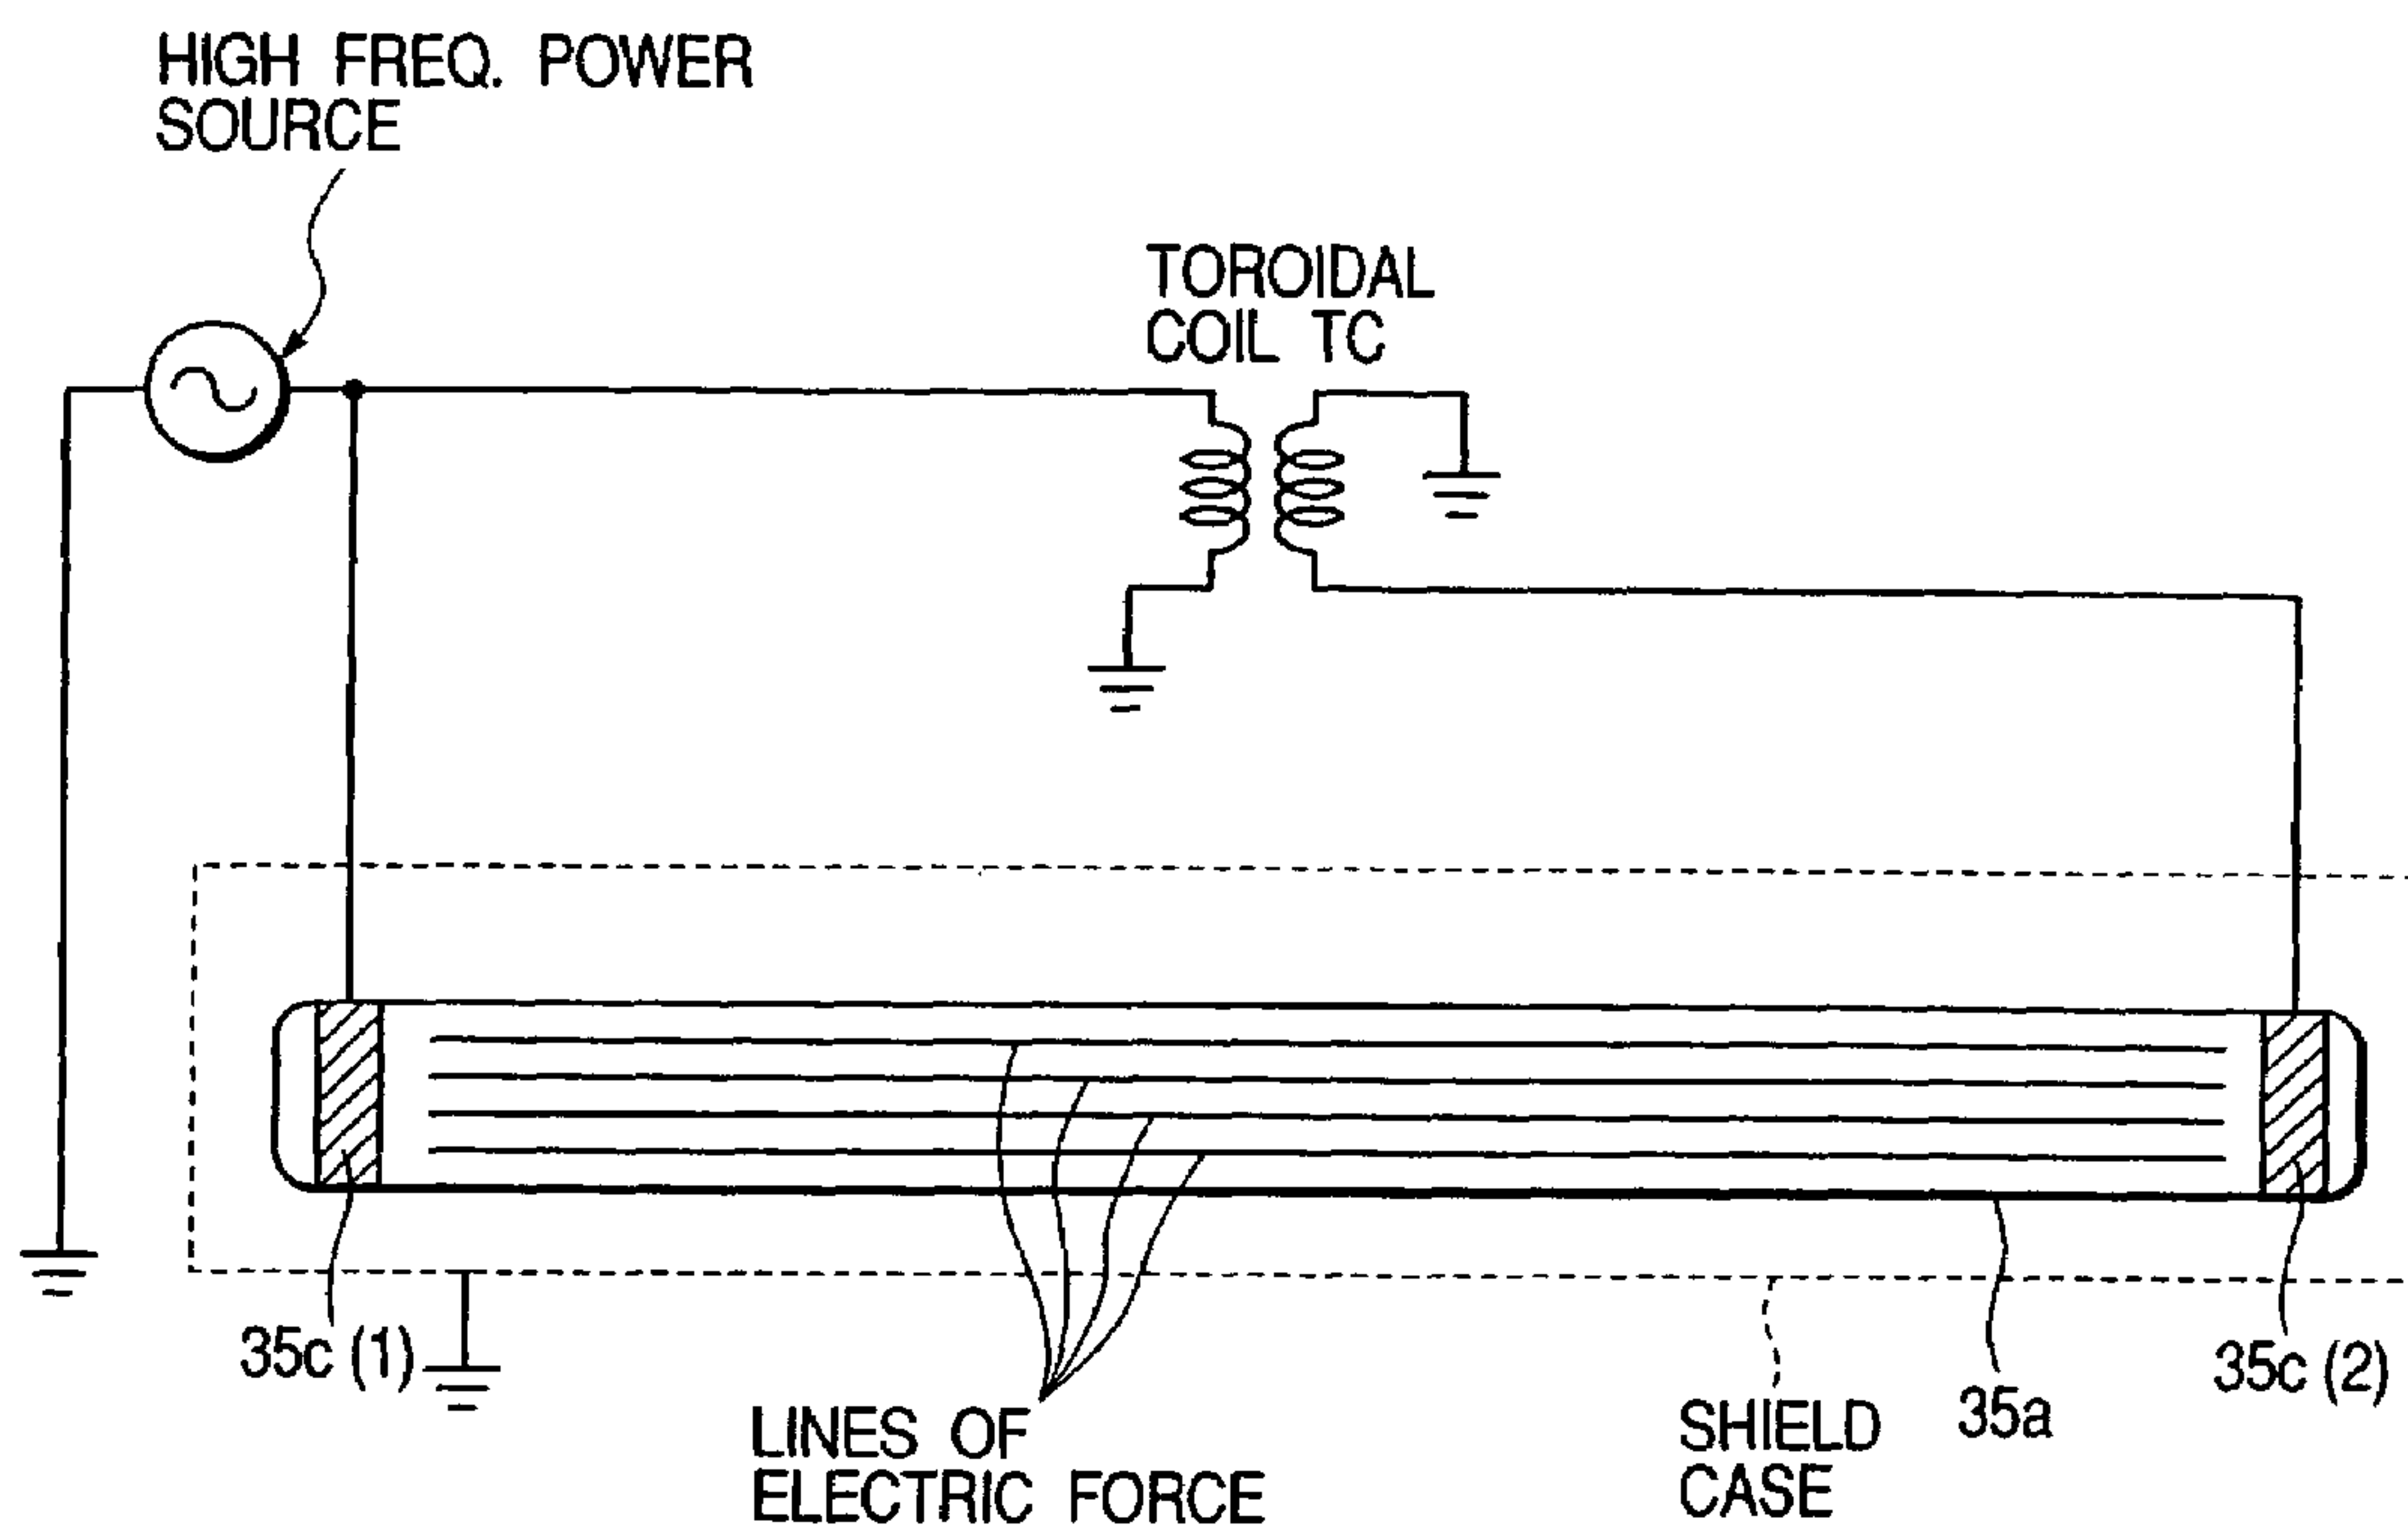 HIGH FREQ. POWER
SOURCE
TOROIDAL
COIL TC
35c (1)
LINES OF
ELECTRIC FORCE
SHIELD
CASE
35a
35c (2)